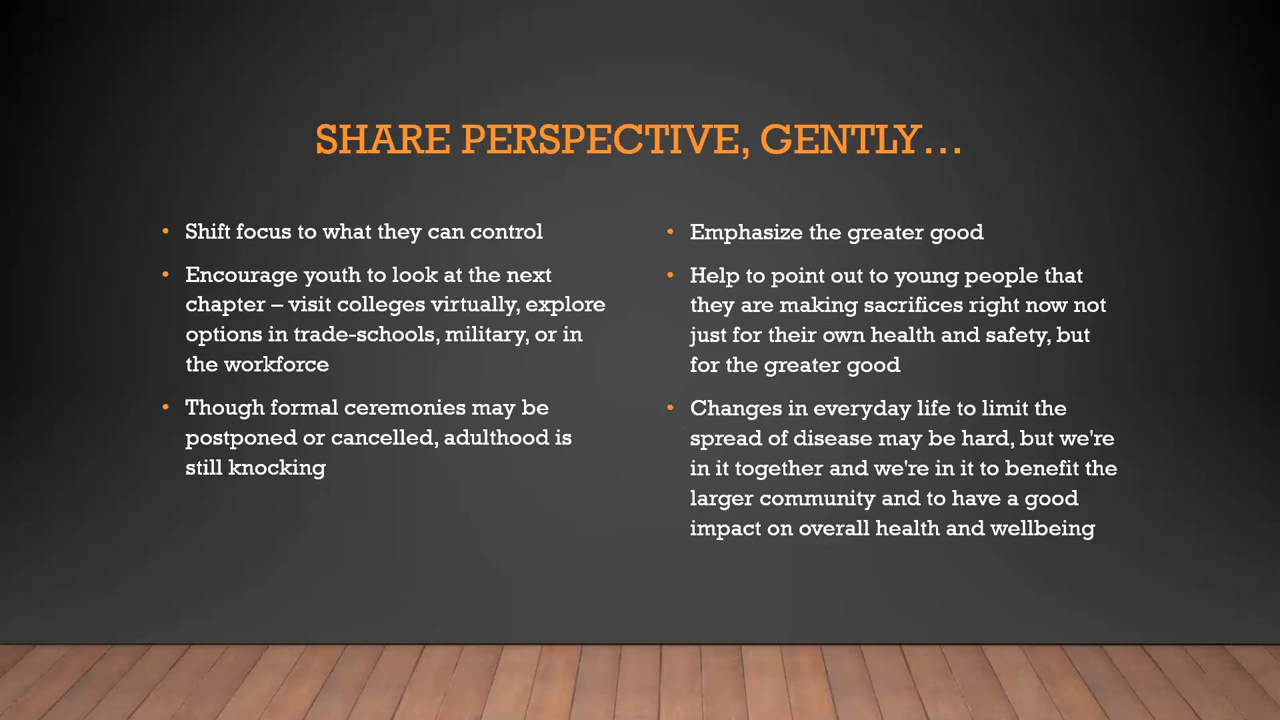 SHARE PERSPECTIVE, GENTLY…
• Shift focus to what they can control
• Encourage youth to look at the next
chapter – visit colleges virtually, explore
options in trade-schools, military, or in
the workforce
• Though formal ceremonies may be
postponed or cancelled, adulthood is
still knocking
• Emphasize the greater good
• Help to point out to young people that
they are making sacrifices right now not
just for their own health and safety, but
for the greater good
• Changes in everyday life to limit the
spread of disease may be hard, but we're
in it together and we're in it to benefit the
larger community and to have a good
impact on overall health and wellbeing